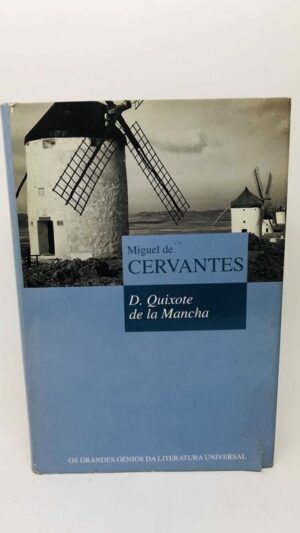 Miguel de
CERVANTES
D. Quixote
de la Mancha
OS GRANDES GÉNIOS DA LITERATURA UNIVERSAL